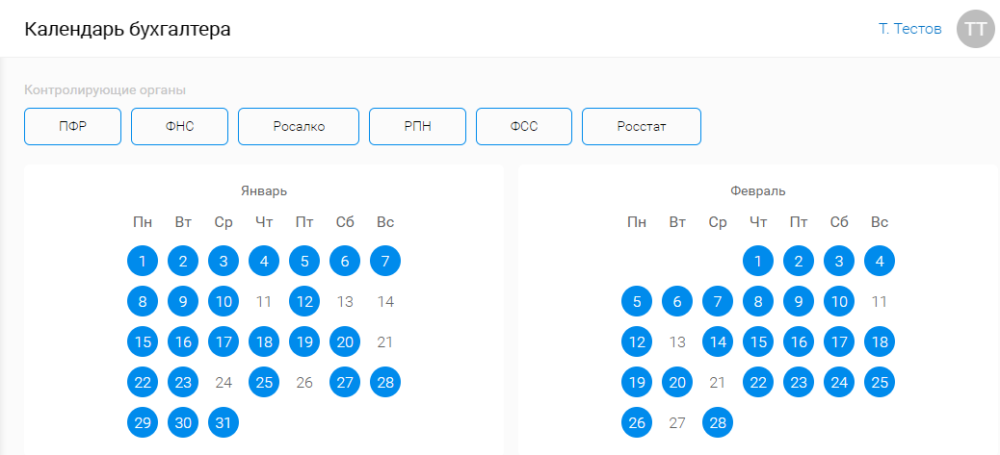 Календарь бухгалтера
Т. Тестов ТТ
Контролирующие органы
ПФР ФНС Росалко РПН ФСС Росстат
Январь
Пн Вт Ср Чт Пт Сб Вс
1 2 3 4 5 6 7
8 9 10 11 12 13 14
15 16 17 18 19 20 21
22 23 24 25 26 27 28
29 30 31
Февраль
Пн Вт Ср Чт Пт Сб Вс
1 2 3 4
5 6 7 8 9 10 11
12 13 14 15 16 17 18
19 20 21 22 23 24 25
26 27 28